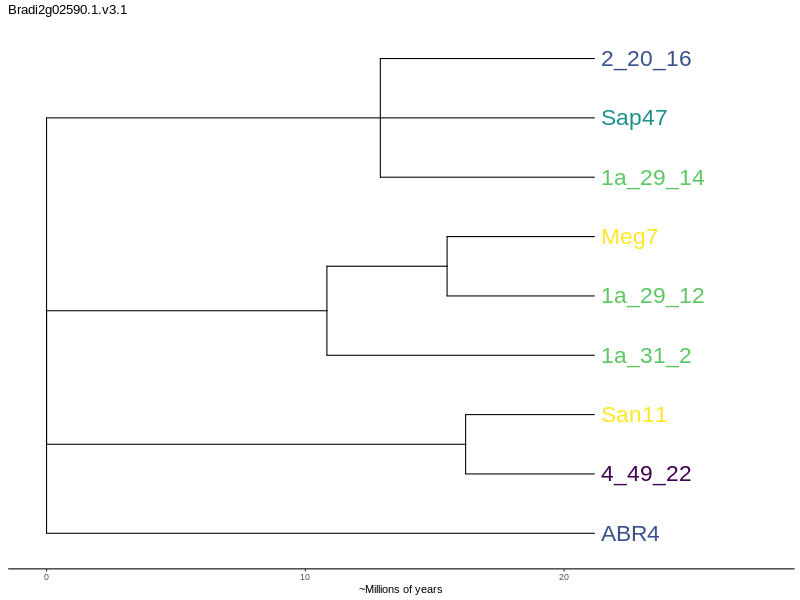 Bradi2g02590.1.v3.1
2_20_16
Sap47
1a_29_14
Meg7
1a_29_12
1a_31_2
San11
4_49_22
ABR4
0 10 20
~Millions of years